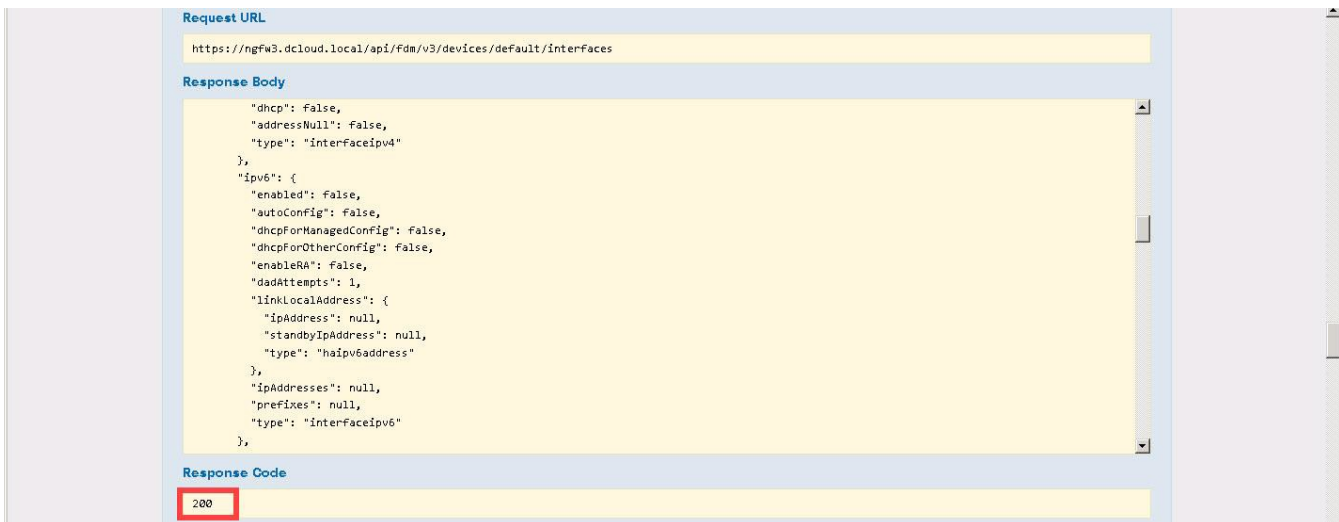 Request URL
https://ngfw3.dcloud.local/api/fdm/v3/devices/default/interfaces
Response Body
"dhcp": false,
"addressNull": false,
"type": "interfaceipv4"
},
"ipv6": {
"enabled": false,
"autoConfig": false,
"dhcpForManagedConfig": false,
"dhcpForOtherConfig": false,
"enableRA": false,
"dadAttempts": 1,
"linkLocalAddress": {
"ipAddress": null,
"standbyIpAddress": null,
"type": "haipv6address"
},
"ipAddresses": null,
"prefixes": null,
"type": "interfaceipv6"
},
Response Code
200